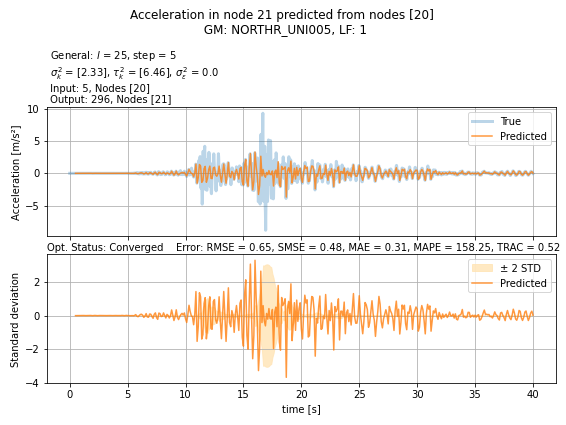 Acceleration in node 21 predicted from nodes [20]
GM: NORTHR_UNI005, LF: 1
General: l = 25, step = 5
σ²ₖ = [2.33], τ²ₖ = [6.46], σ²ε = 0.0
Input: 5, Nodes [20]
Output: 296, Nodes [21]
10
5
0
−5
Acceleration [m/s²]
True
Predicted
Opt. Status: Converged Error: RMSE = 0.65, SMSE = 0.48, MAE = 0.31, MAPE = 158.25, TRAC = 0.52
2
0
−2
−4
Standard deviation
± 2 STD
Predicted
0 5 10 15 20 25 30 35 40
time [s]